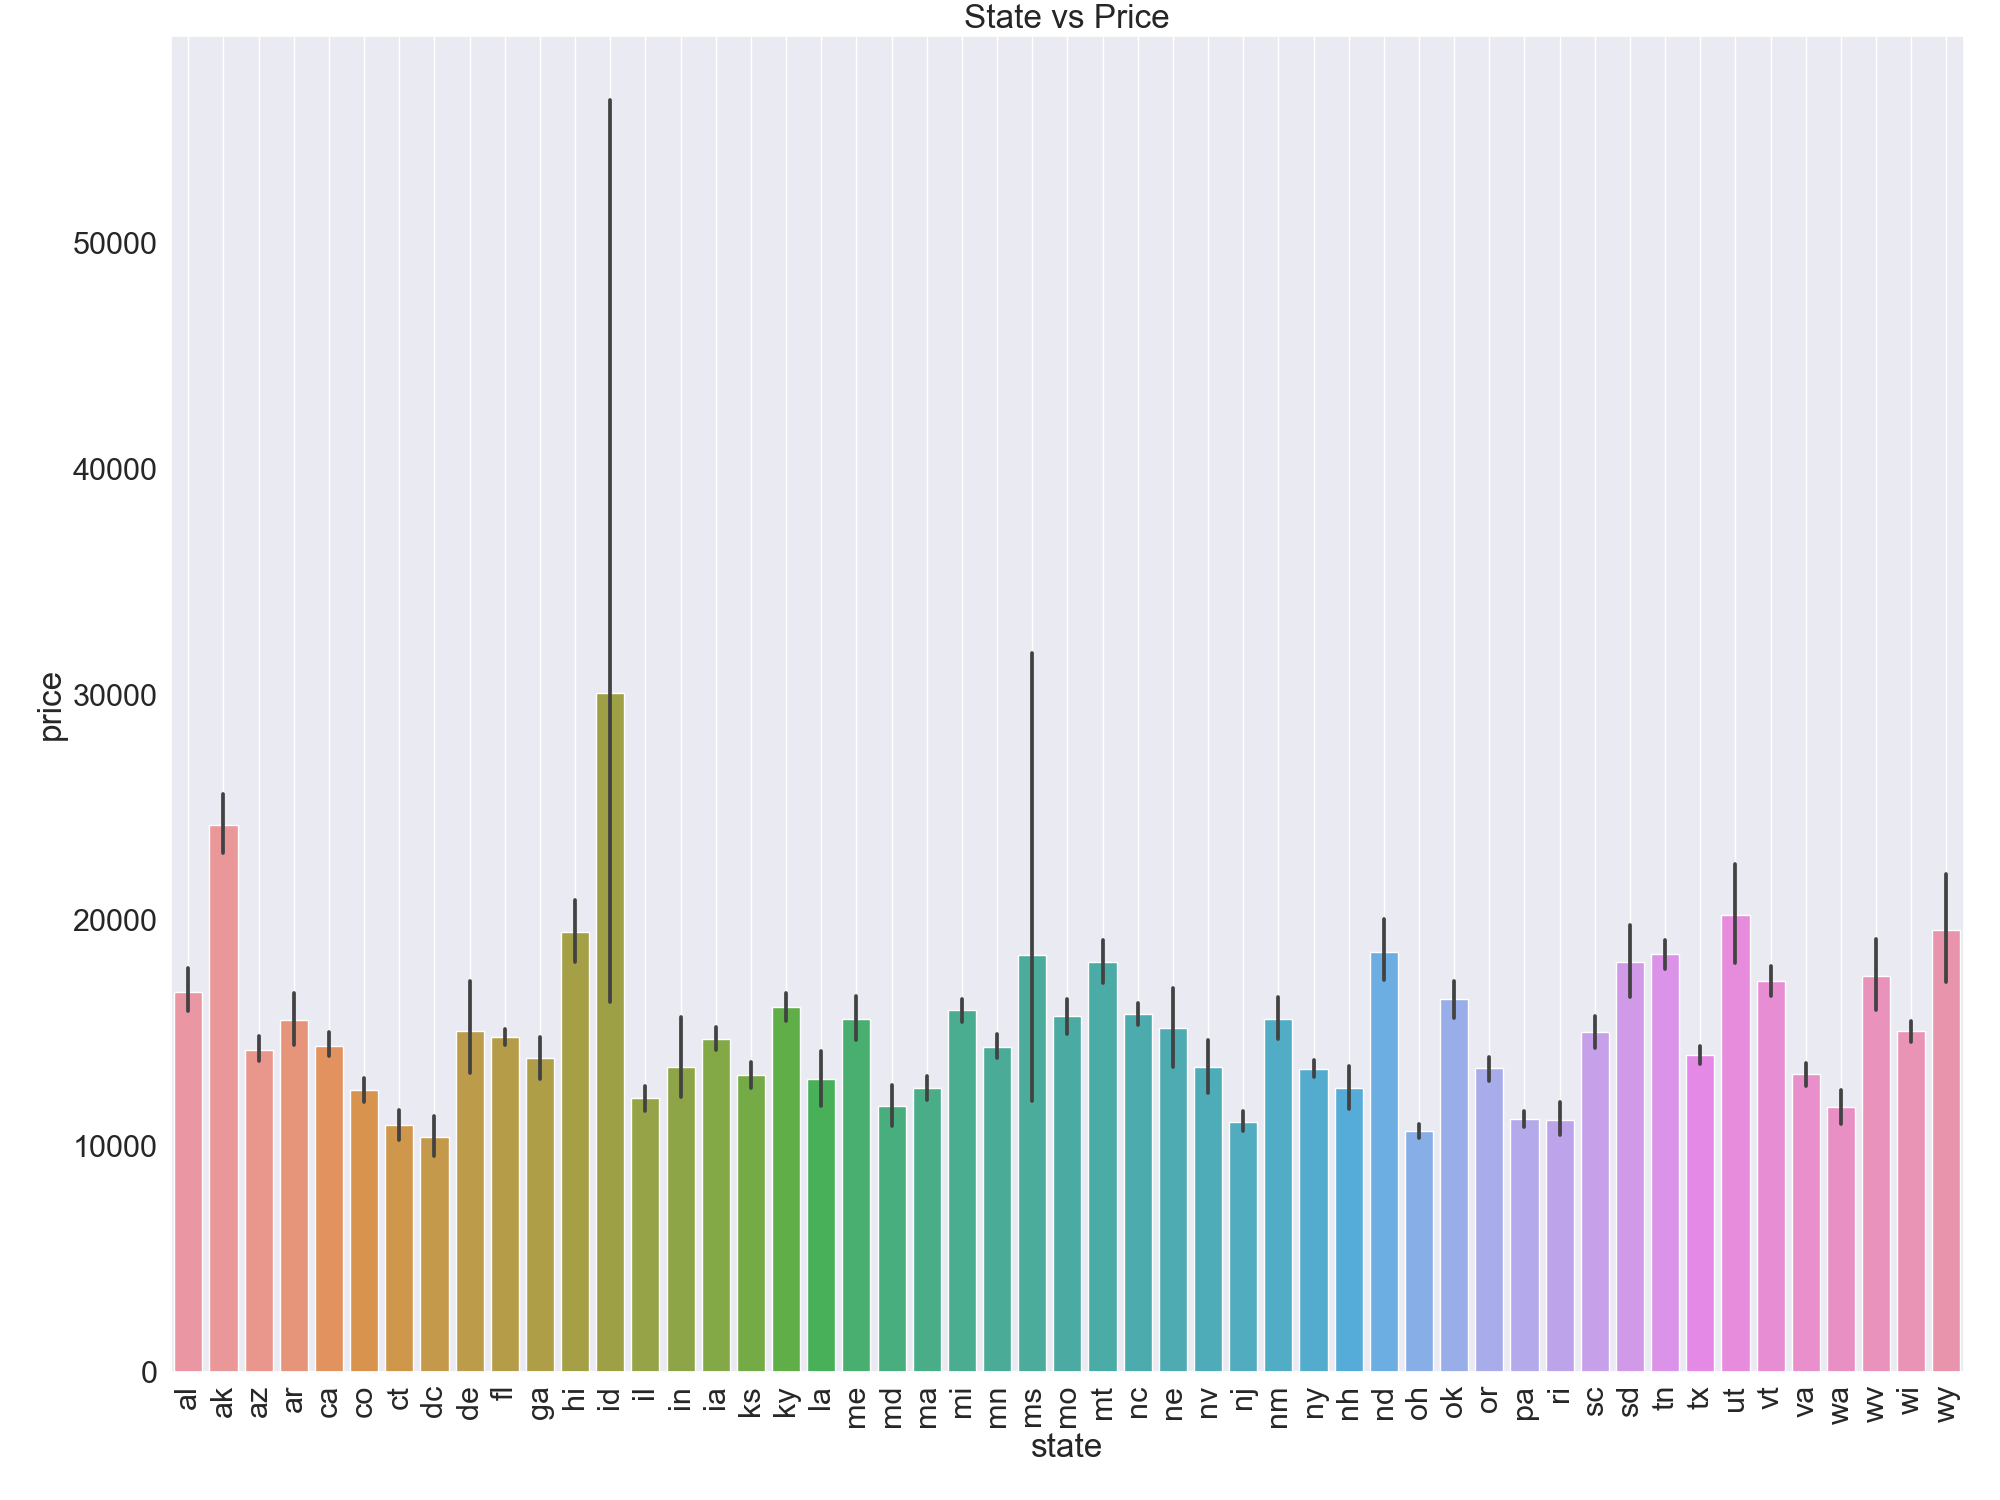 State vs Price
price
50000
40000
30000
20000
10000
0
al ak az ar ca co ct dc de fl ga hi id il in ia ks ky la me md ma mi mn ms mo mt nc ne nv nj nm ny nh nd oh ok or pa ri sc sd tn tx ut vt va wa wv wi wy
state